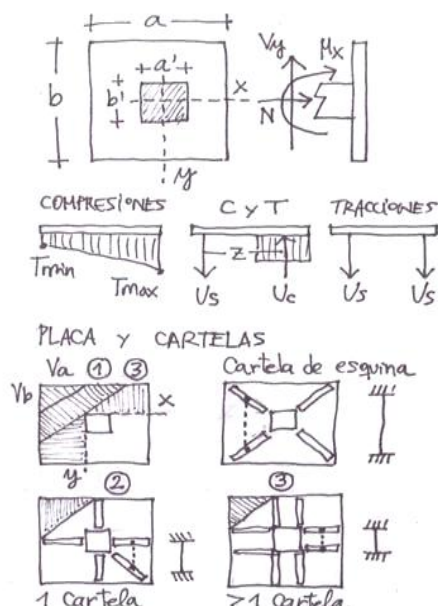 a
Vy
Mx
a'
b
b'
x
N
y
COMPRESIONES
C y T
TRACCIONES
Tmin
Tmax
Z
Us
Uc
Us
Us
PLACA y CARTELAS
Va ① ③
Cartela de esquina
Vb
x
y
②
③
1 Cartela
>1 Cartela